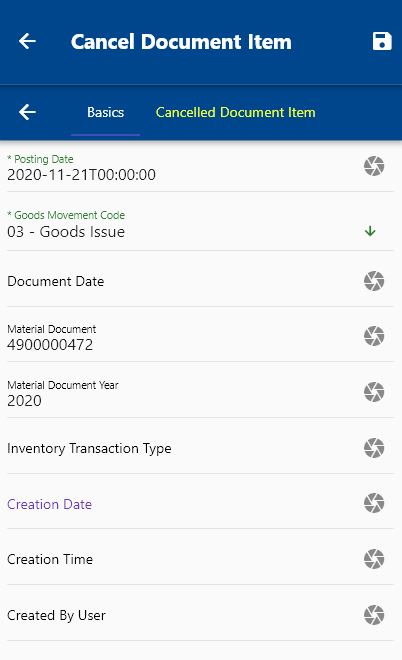 Cancel Document Item
Basics
Cancelled Document Item
* Posting Date
2020-11-21T00:00:00
* Goods Movement Code
03 - Goods Issue
Document Date
Material Document
4900000472
Material Document Year
2020
Inventory Transaction Type
Creation Date
Creation Time
Created By User